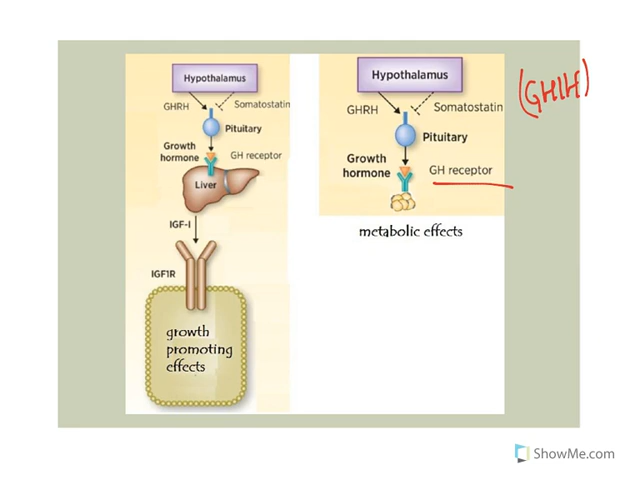 Hypothalamus
GHRH
Somatostatin
Pituitary
Growth
hormone
GH receptor
Liver
IGF-I
IGF1R
growth
promoting
effects
Hypothalamus
GHRH
Somatostatin
Pituitary
Growth
hormone
GH receptor
metabolic effects
(GHIH)
ShowMe.com